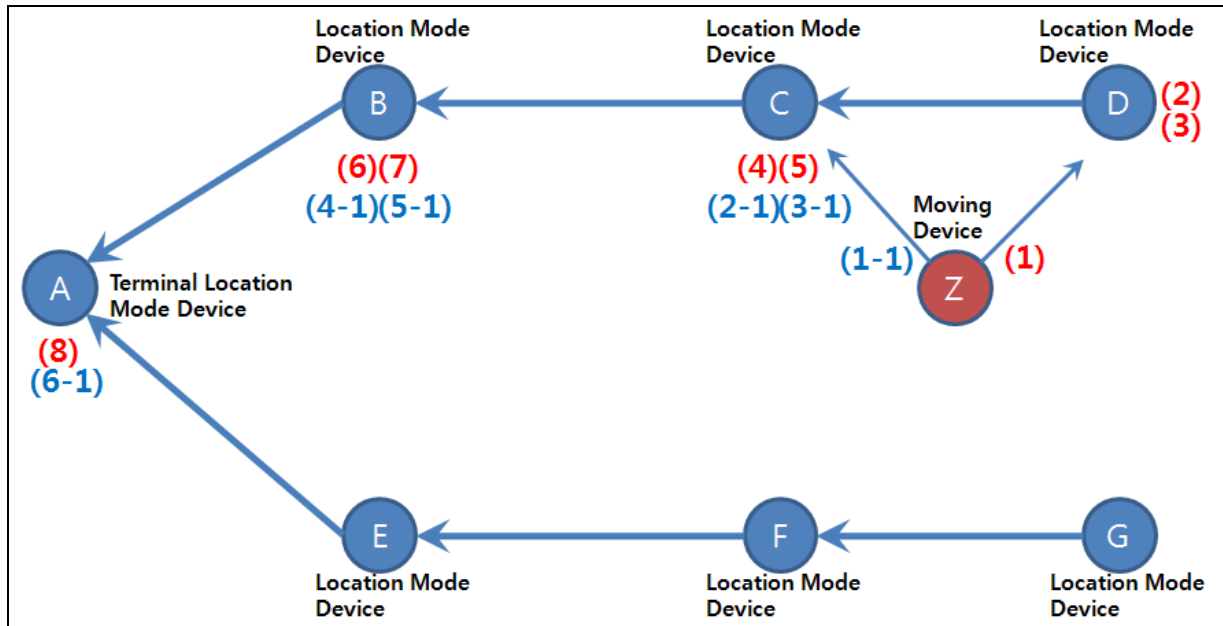 Location Mode
Device
Location Mode
Device
Location Mode
Device
B
C
D
(2)
(3)
(6)(7)
(4-1)(5-1)
(4)(5)
(2-1)(3-1)
Moving
Device
(1-1)
(1)
Z
A
Terminal Location
Mode Device
(8)
(6-1)
E
F
G
Location Mode
Device
Location Mode
Device
Location Mode
Device